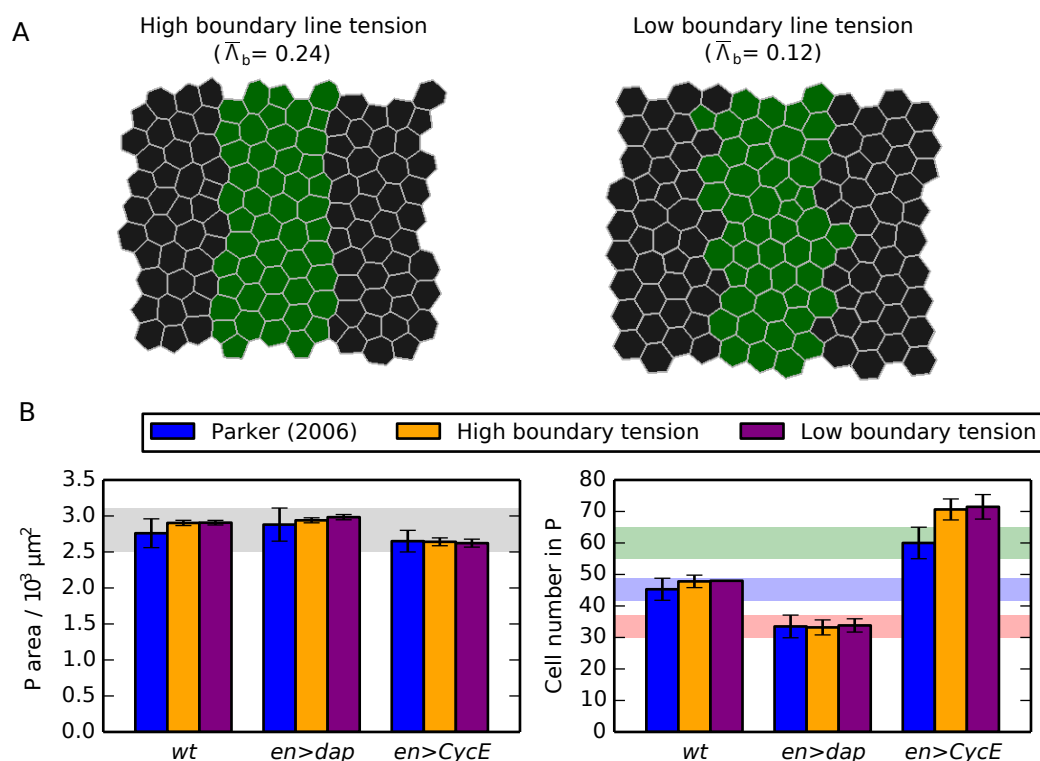 A
High boundary line tension
( Λ̅b= 0.24)
Low boundary line tension
( Λ̅b= 0.12)
B
Parker (2006)
High boundary tension
Low boundary tension
P area / 10³ µm²
3.5
3.0
2.5
2.0
1.5
1.0
0.5
0.0
wt
en>dap
en>CycE
Cell number in P
80
70
60
50
40
30
20
10
0
wt
en>dap
en>CycE